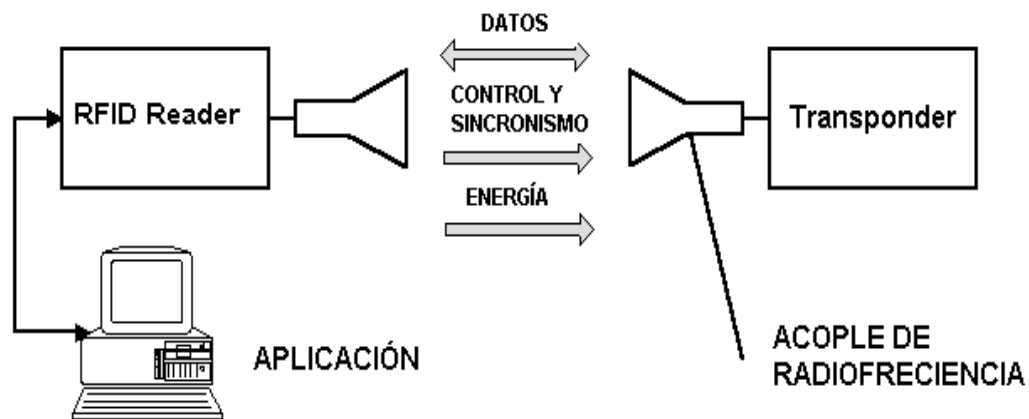 DATOS
RFID Reader
CONTROL Y
SINCRONISMO
Transponder
ENERGÍA
APLICACIÓN
ACOPLE DE
RADIOFRECIENCIA